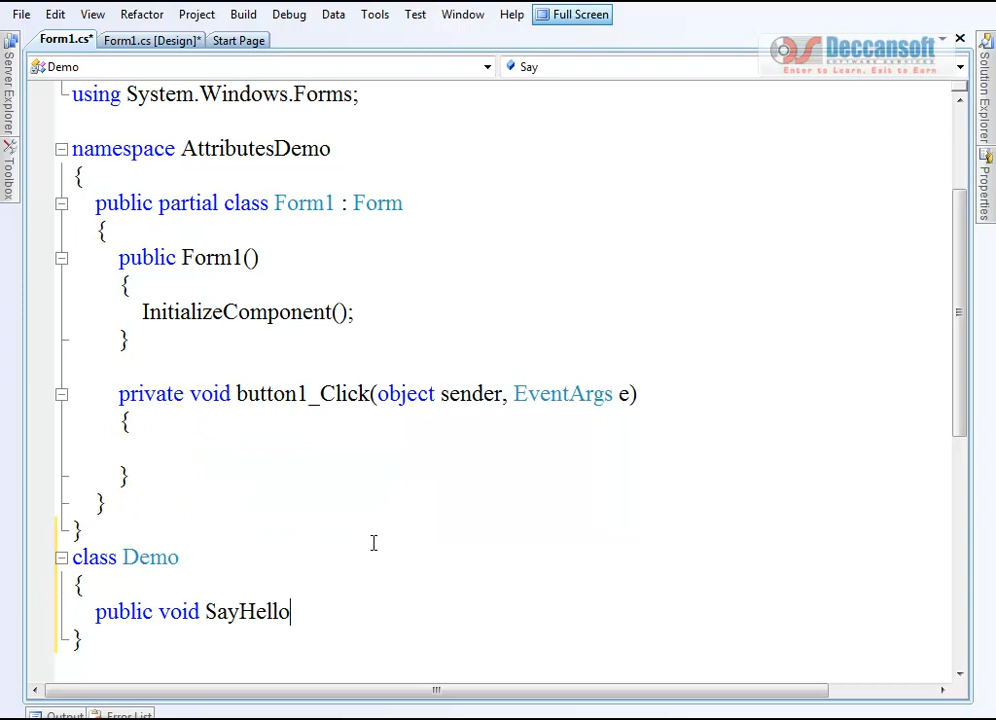 File Edit View Refactor Project Build Debug Data Tools Test Window Help Full Screen
Form1.cs* Form1.cs [Design]* Start Page
Deccansoft
SOFTWARE SERVICES
Enter to Learn, Exit to Earn
Demo Say
Server Explorer
Toolbox
Solution Explorer
Properties
using System.Windows.Forms;
namespace AttributesDemo
{
public partial class Form1 : Form
{
public Form1()
{
InitializeComponent();
}
private void button1_Click(object sender, EventArgs e)
{
}
}
}
class Demo
{
public void SayHello
}
Output Error List